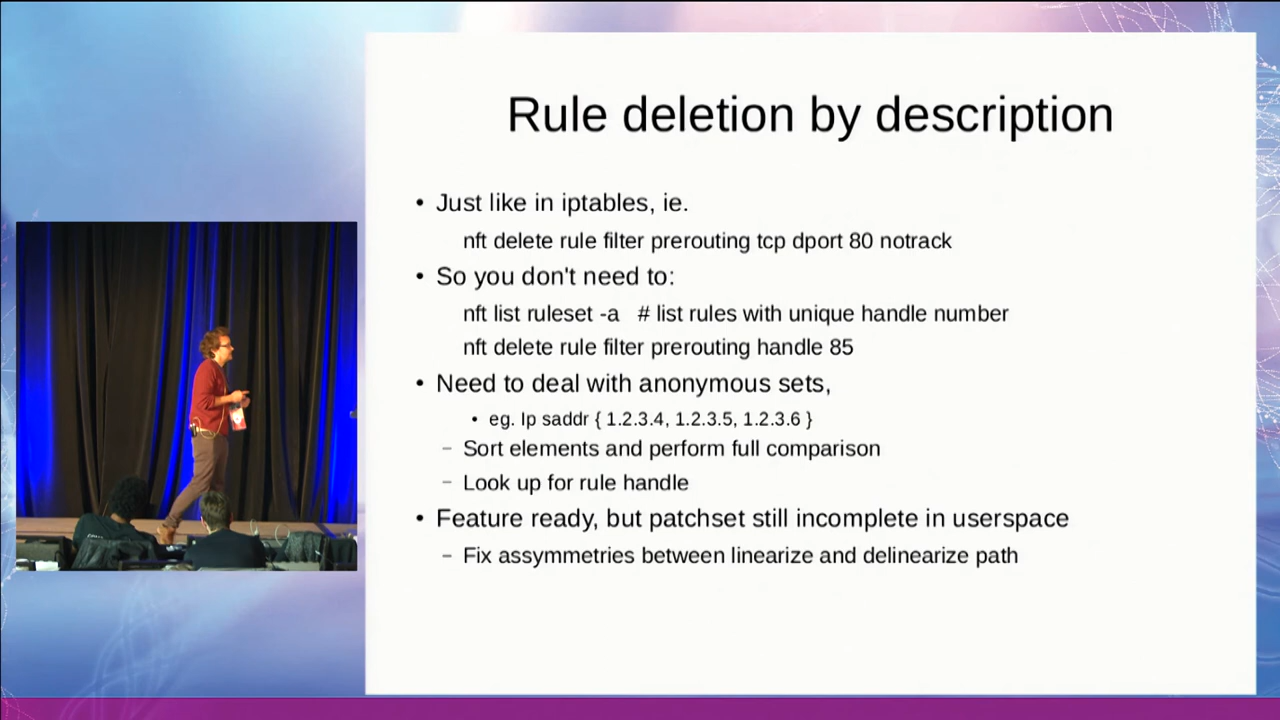 Rule deletion by description
• Just like in iptables, ie.
nft delete rule filter prerouting tcp dport 80 notrack
• So you don't need to:
nft list ruleset -a # list rules with unique handle number
nft delete rule filter prerouting handle 85
• Need to deal with anonymous sets,
• eg. Ip saddr { 1.2.3.4, 1.2.3.5, 1.2.3.6 }
– Sort elements and perform full comparison
– Look up for rule handle
• Feature ready, but patchset still incomplete in userspace
– Fix assymmetries between linearize and delinearize path